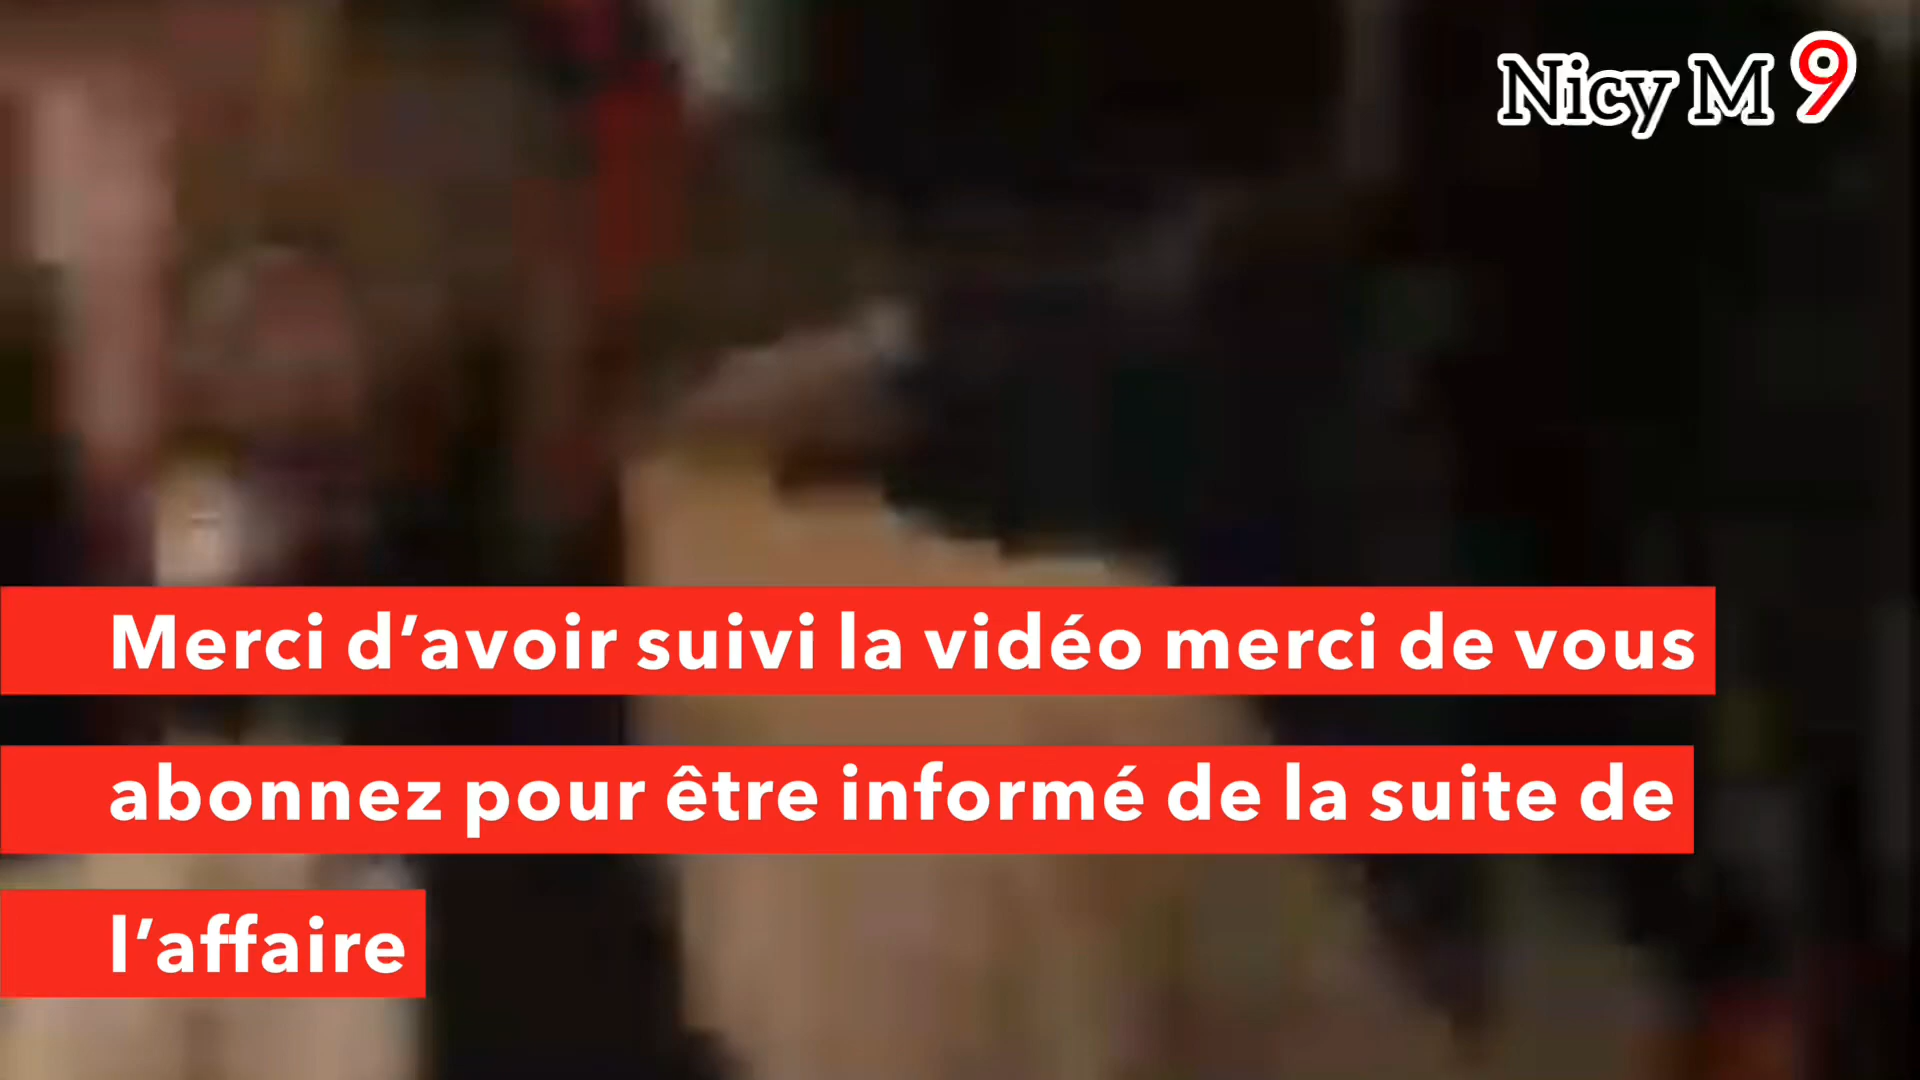 Nicy M 9
Merci d’avoir suivi la vidéo merci de vous
abonnez pour être informé de la suite de
l’affaire